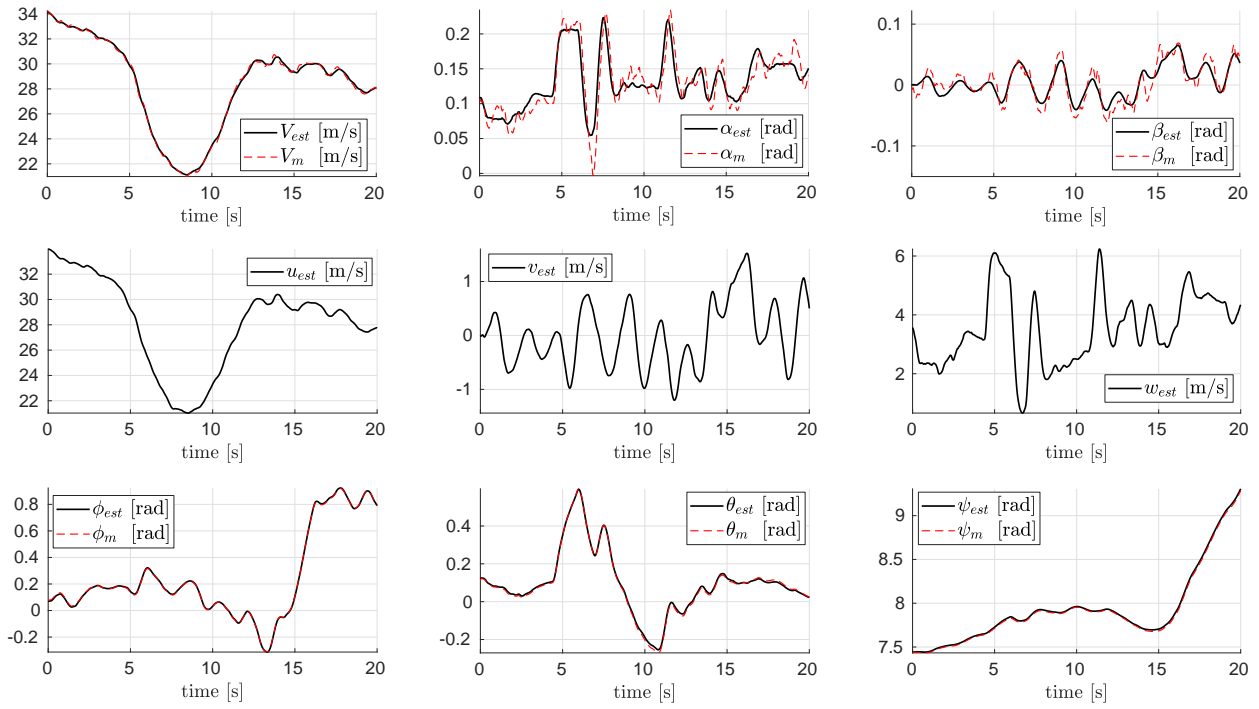 34
32
30
28
26
24
22
0 5 10 15 20
time [s]
V_est [m/s]
V_m [m/s]
0.2
0.15
0.1
0.05
0
0 5 10 15 20
time [s]
α_est [rad]
α_m [rad]
0.1
0
-0.1
0 5 10 15 20
time [s]
β_est [rad]
β_m [rad]
32
30
28
26
24
22
0 5 10 15 20
time [s]
u_est [m/s]
1
0
-1
0 5 10 15 20
time [s]
v_est [m/s]
6
4
2
0 5 10 15 20
time [s]
w_est [m/s]
0.8
0.6
0.4
0.2
0
-0.2
0 5 10 15 20
time [s]
ϕ_est [rad]
ϕ_m [rad]
0.4
0.2
0
-0.2
0 5 10 15 20
time [s]
θ_est [rad]
θ_m [rad]
9
8.5
8
7.5
0 5 10 15 20
time [s]
ψ_est [rad]
ψ_m [rad]